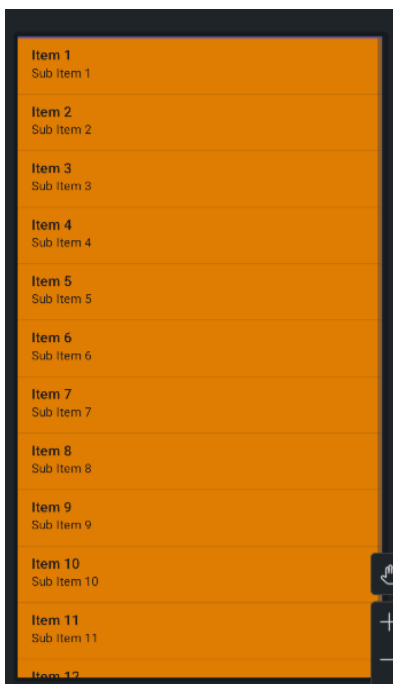 Item 1
Sub Item 1
Item 2
Sub Item 2
Item 3
Sub Item 3
Item 4
Sub Item 4
Item 5
Sub Item 5
Item 6
Sub Item 6
Item 7
Sub Item 7
Item 8
Sub Item 8
Item 9
Sub Item 9
Item 10
Sub Item 10
Item 11
Sub Item 11
Item 12